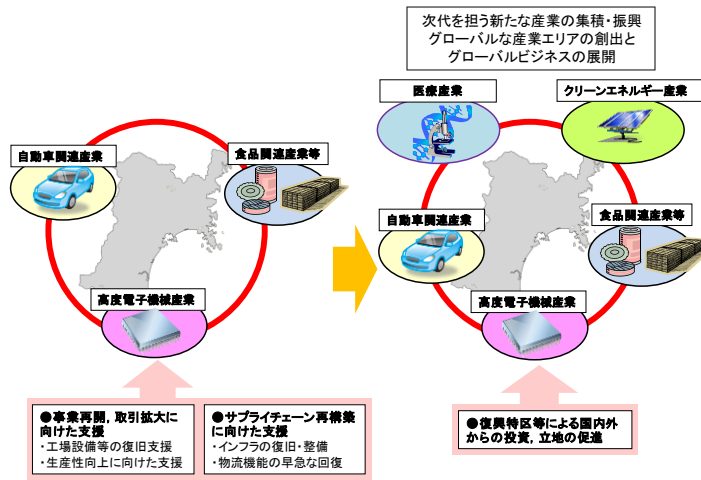 次代を担う新たな産業の集積・振興
グローバルな産業エリアの創出と
グローバルビジネスの展開
自動車関連産業
食品関連産業等
高度電子機械産業
医療産業
クリーンエネルギー産業
自動車関連産業
食品関連産業等
高度電子機械産業
●事業再開，取引拡大に
向けた支援
・工場設備等の復旧支援
・生産性向上に向けた支援
●サプライチェーン再構築
に向けた支援
・インフラの復旧・整備
・物流機能の早急な回復
●復興特区等による国内外
からの投資，立地の促進